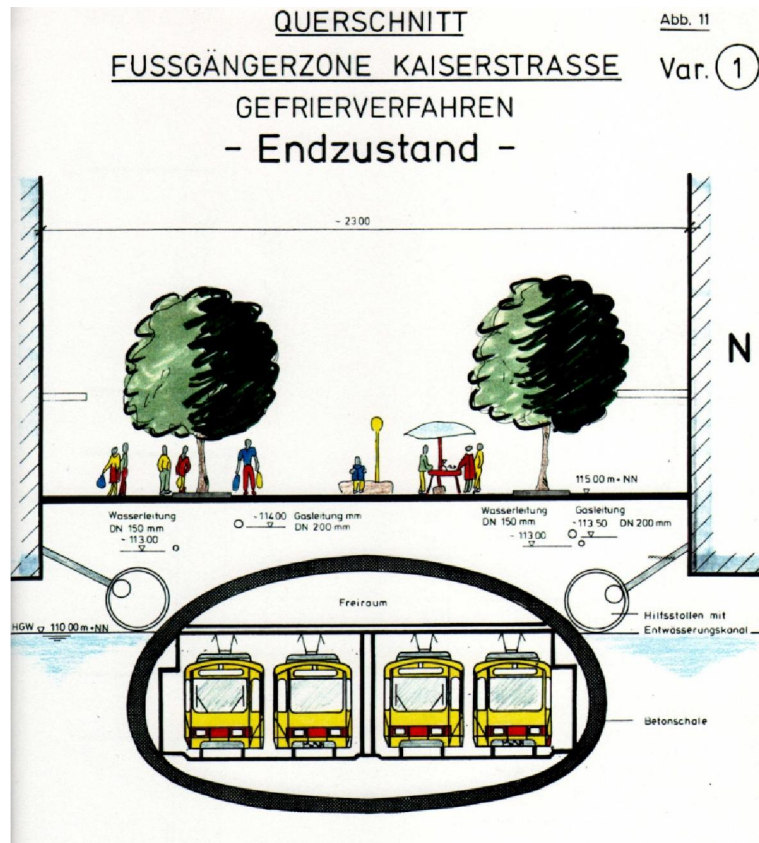 QUERSCHNITT
Abb. 11
FUSSGÄNGERZONE KAISERSTRASSE
Var. 1
GEFRIERVERFAHREN
- Endzustand -
~ 23.00
N
115.00 m+NN
Wasserleitung
DN 150 mm
~113.00
~114.00 Gasleitung mm
DN 200 mm
Wasserleitung
DN 150 mm
~113.00
Gasleitung
~113.50 DN 200 mm
Freiraum
HGW 110.00 m+NN
Hilfsstollen mit
Entwässerungskanal
Betonschale